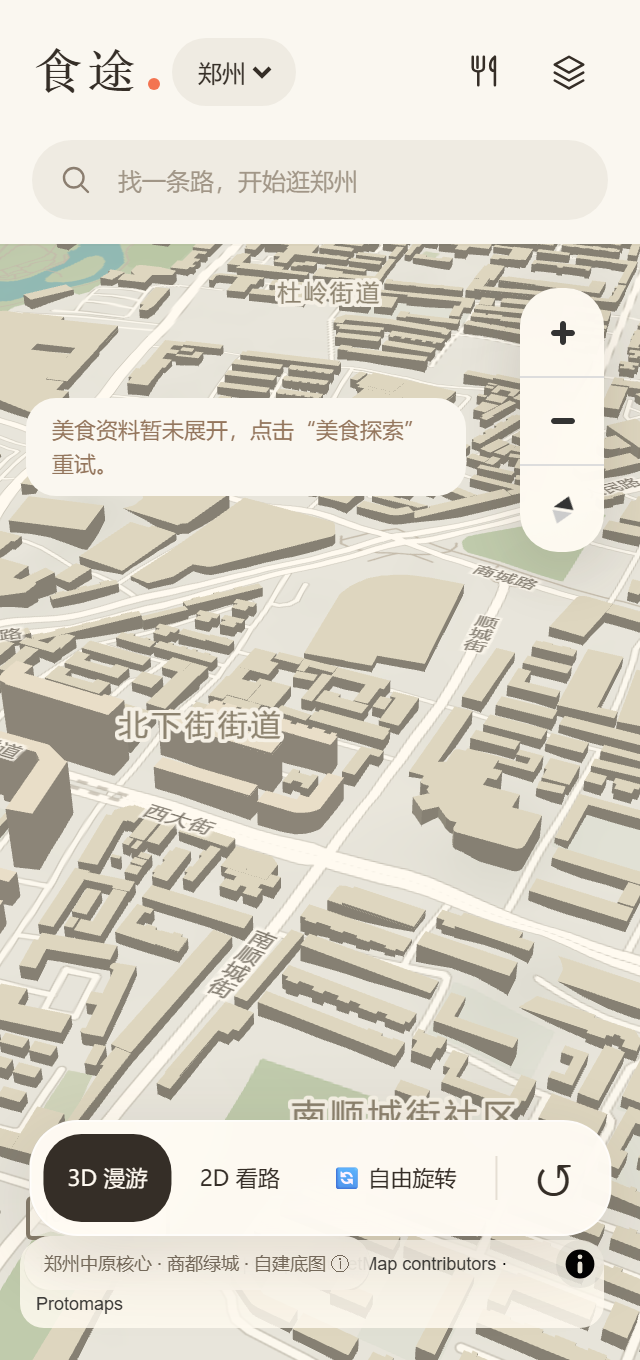 食途
郑州
找一条路，开始逛郑州
杜岭街道
美食资料暂未展开，点击“美食探索”
重试。
民路
商城路
顺城街
路
北下街街道
道
西大街
南顺城街
南顺城街社区
3D 漫游
2D 看路
自由旋转
郑州中原核心 · 商都绿城 · 自建底图 ⓘ
Map contributors ·
Protomaps